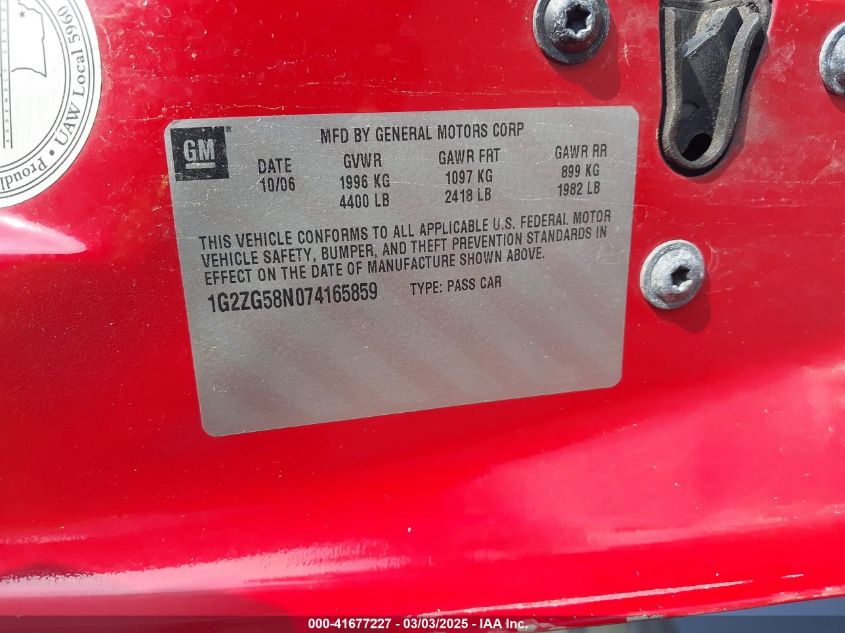 Proudl
UAW Local 5960
GM
MFD BY GENERAL MOTORS CORP
DATE GVWR GAWR FRT GAWR RR
10/06 1996 KG 1097 KG 899 KG
4400 LB 2418 LB 1982 LB
THIS VEHICLE CONFORMS TO ALL APPLICABLE U.S. FEDERAL MOTOR
VEHICLE SAFETY, BUMPER, AND THEFT PREVENTION STANDARDS IN
EFFECT ON THE DATE OF MANUFACTURE SHOWN ABOVE.
1G2ZG58N074165859 TYPE: PASS CAR
000-41677227 - 03/03/2025 - IAA Inc.